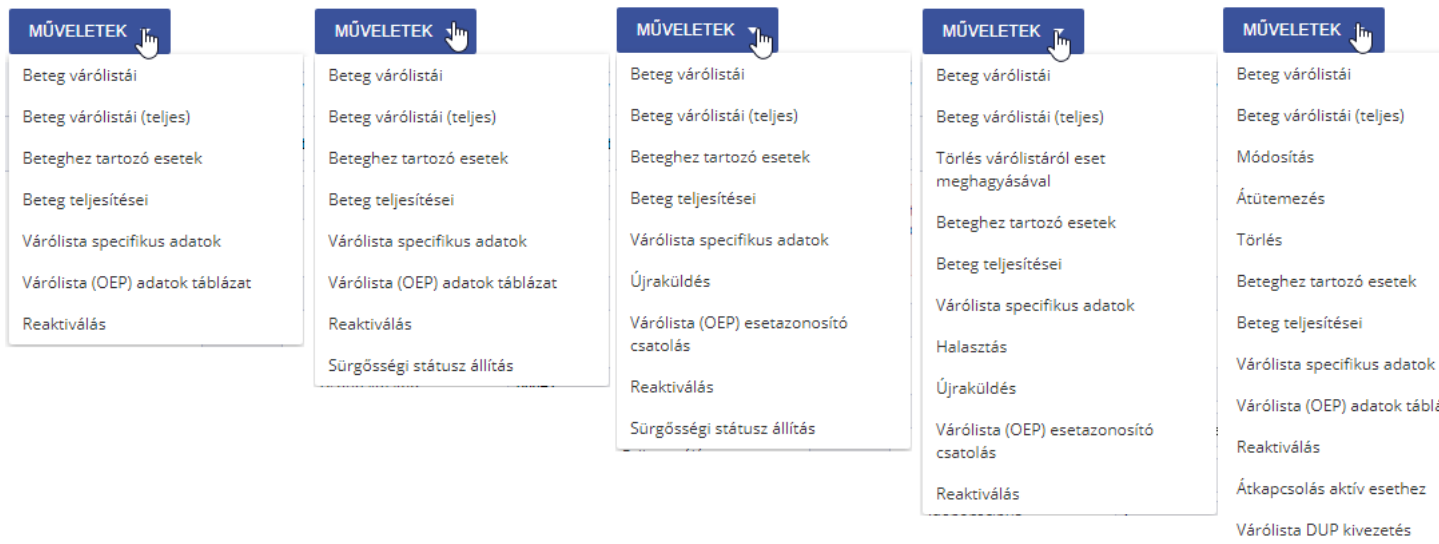 MŰVELETEK
Beteg várólistái
Beteg várólistái (teljes)
Beteghez tartozó esetek
Beteg teljesítései
Várólista specifikus adatok
Várólista (OEP) adatok táblázat
Reaktiválás
MŰVELETEK
Beteg várólistái
Beteg várólistái (teljes)
Beteghez tartozó esetek
Beteg teljesítései
Várólista specifikus adatok
Várólista (OEP) adatok táblázat
Reaktiválás
Sürgősségi státusz állítás
MŰVELETEK
Beteg várólistái
Beteg várólistái (teljes)
Beteghez tartozó esetek
Beteg teljesítései
Várólista specifikus adatok
Újraküldés
Várólista (OEP) esetazonosító
csatolás
Reaktiválás
Sürgősségi státusz állítás
MŰVELETEK
Beteg várólistái
Beteg várólistái (teljes)
Törlés várólistáról eset
meghagyásával
Beteghez tartozó esetek
Beteg teljesítései
Várólista specifikus adatok
Halasztás
Újraküldés
Várólista (OEP) esetazonosító
csatolás
Reaktiválás
MŰVELETEK
Beteg várólistái
Beteg várólistái (teljes)
Módosítás
Átütemezés
Törlés
Beteghez tartozó esetek
Beteg teljesítései
Várólista specifikus adatok
Várólista (OEP) adatok táblá
Reaktiválás
Átkapcsolás aktív esethez
Várólista DUP kivezetés